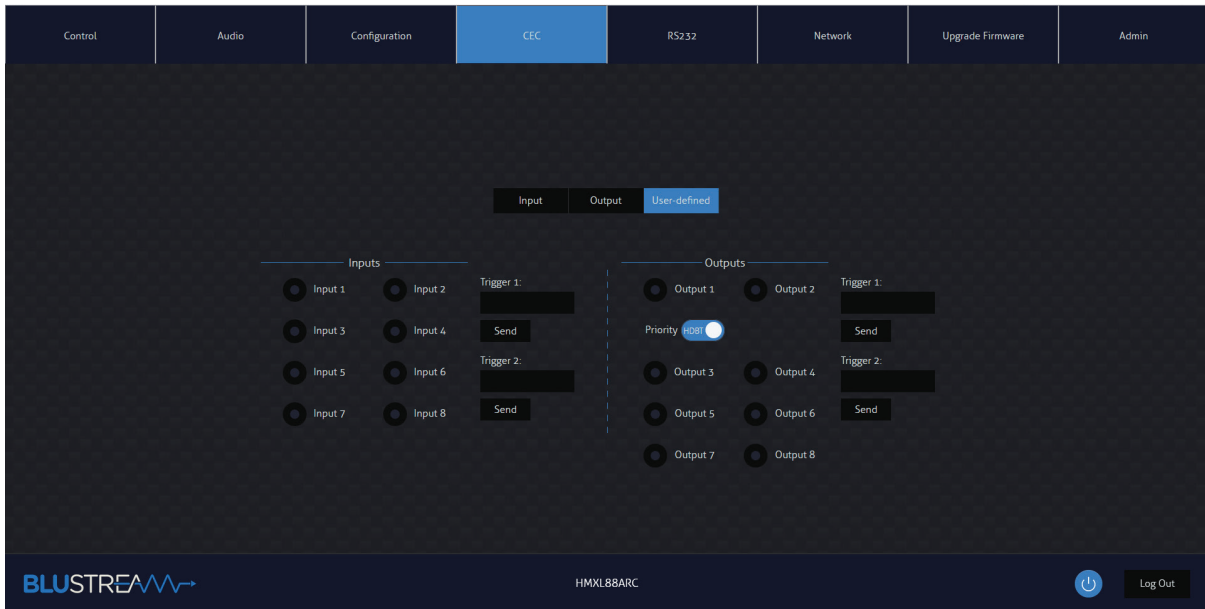 Control Audio Configuration CEC RS232 Network Upgrade Firmware Admin
Input Output User-defined
Inputs
Input 1 Input 2 Trigger 1:
Input 3 Input 4 Send
Input 5 Input 6 Trigger 2:
Input 7 Input 8 Send
Outputs
Output 1 Output 2 Trigger 1:
Priority HDBT Send
Output 3 Output 4 Trigger 2:
Output 5 Output 6 Send
Output 7 Output 8
BLUSTREAM HMXL88ARC Log Out